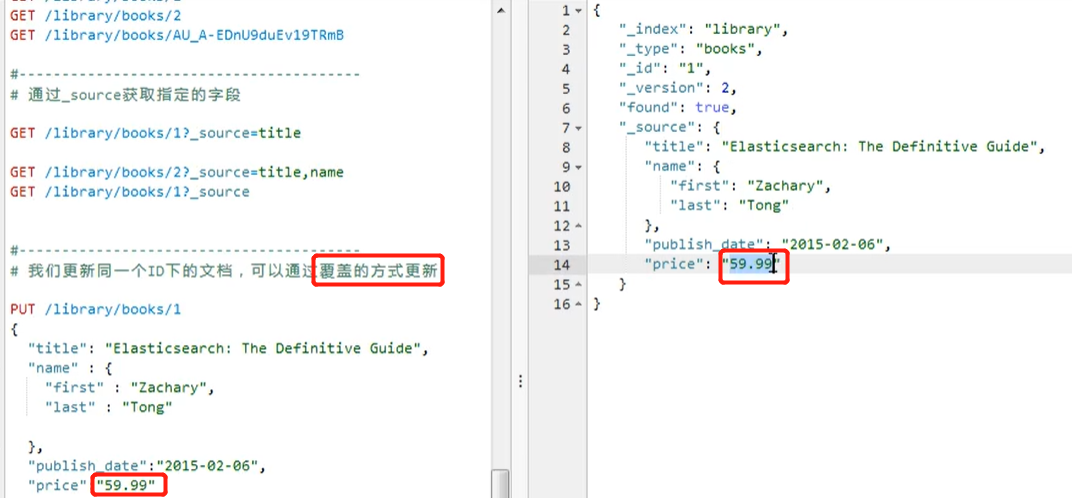 GET /library/books/2
GET /library/books/AU_A-EDnU9duEv19TRmB
#----------------------------------------
# 通过_source获取指定的字段
GET /library/books/1?_source=title
GET /library/books/2?_source=title,name
GET /library/books/1?_source
#----------------------------------------
# 我们更新同一个ID下的文档，可以通过覆盖的方式更新
PUT /library/books/1
{
"title": "Elasticsearch: The Definitive Guide",
"name" : {
"first" : "Zachary",
"last" : "Tong"
},
"publish_date":"2015-02-06",
"price" "59.99"
1 {
2 "_index": "library",
3 "_type": "books",
4 "_id": "1",
5 "_version": 2,
6 "found": true,
7 "_source": {
8 "title": "Elasticsearch: The Definitive Guide",
9 "name": {
10 "first": "Zachary",
11 "last": "Tong"
12 },
13 "publish_date": "2015-02-06",
14 "price": "59.99"
15 }
16 }